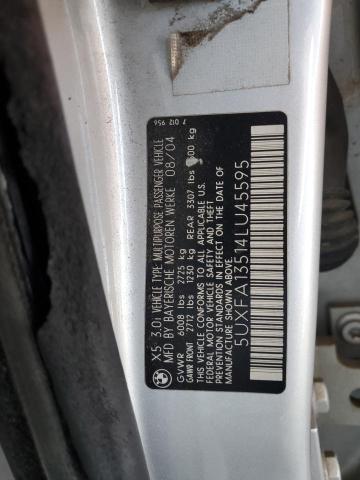 7 012 956
X5 3.0i VEHICLE TYPE: MULTIPURPOSE PASSENGER VEHICLE
MFD BY BAYERISCHE MOTOREN WERKE 08/04
GVWR 6008 lbs 2725 kg
GAWR FRONT 2712 lbs 1230 kg REAR 3307 lbs 00 kg
THIS VEHICLE CONFORMS TO ALL APPLICABLE U.S.
FEDERAL MOTOR VEHICLE SAFETY AND THEFT
PREVENTION STANDARDS IN EFFECT ON THE DATE OF
MANUFACTURE SHOWN ABOVE.
5UXFA13514LU45595